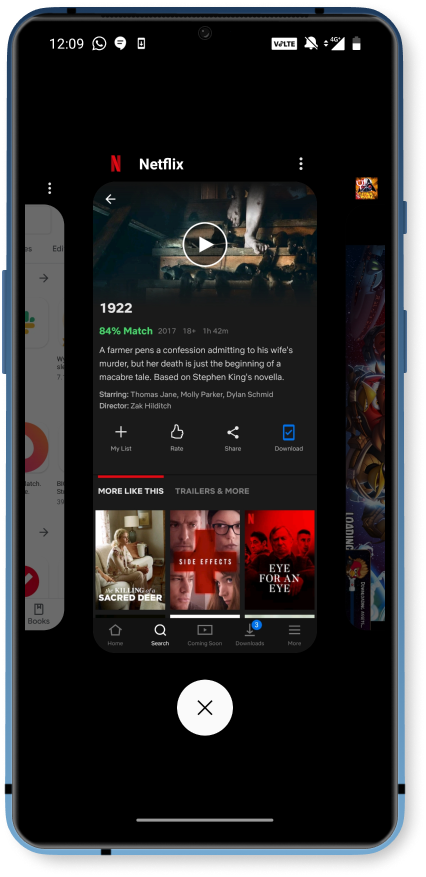 12:09
VoLTE
4G+
Netflix
es
Edi
1922
84% Match 2017 18+ 1h 42m
A farmer pens a confession admitting to his wife's
murder, but her death is just the beginning of a
macabre tale. Based on Stephen King's novella.
Starring: Thomas Jane, Molly Parker, Dylan Schmid
Director: Zak Hilditch
My List
Rate
Share
Download
LOADING
MORE LIKE THIS
TRAILERS & MORE
atch.
the KILLING of a
SACRED DEER
SIDE EFFECTS
N
EYE
FOR AN
EYE
Books
Home
Search
Coming Soon
3
Downloads
More